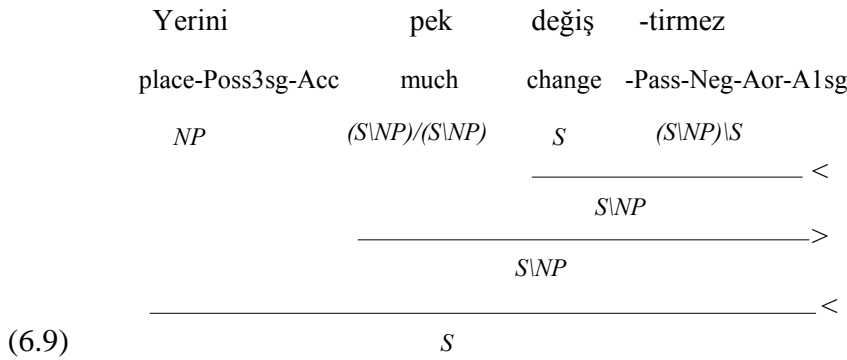 Yerini pek değiş -tirmez
place-Poss3sg-Acc much change -Pass-Neg-Aor-A1sg
NP (S\NP)/(S\NP) S (S\NP)\S
<
S\NP
>
S\NP
<
(6.9) S